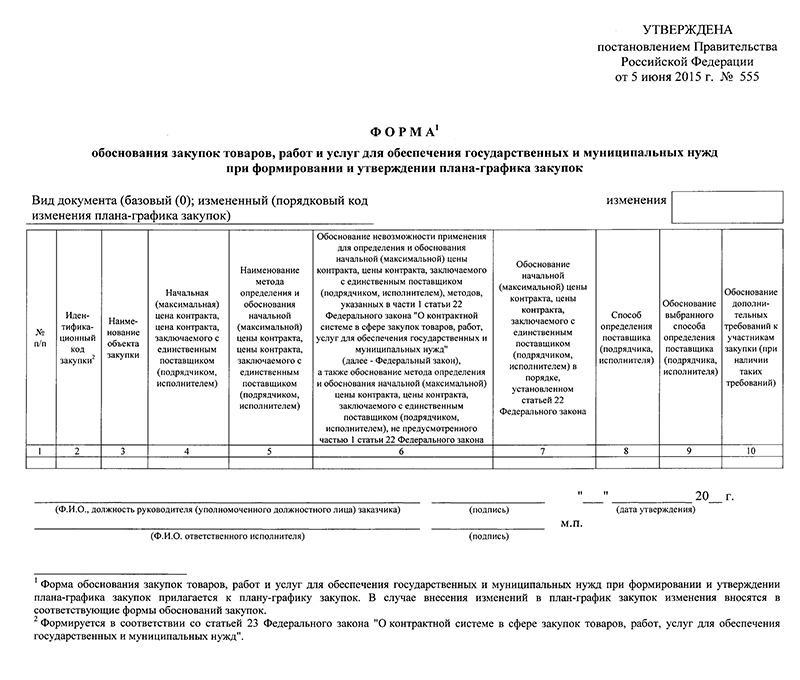 УТВЕРЖДЕНА
постановлением Правительства
Российской Федерации
от 5 июня 2015 г. № 555
Ф О Р М А1
обоснования закупок товаров, работ и услуг для обеспечения государственных и муниципальных нужд
при формировании и утверждении плана-графика закупок
Вид документа (базовый (0); измененный (порядковый код
изменения плана-графика закупок)
изменения
№
п/п
Иден-
тифика-
ционный
код
закупки2
Наиме-
нование
объекта
закупки
Начальная
(максимальная)
цена контракта,
цена контракта,
заключаемого с
единственным
поставщиком
(подрядчиком,
исполнителем)
Наименование
метода
определения и
обоснования
начальной
(максимальной)
цены контракта,
цены контракта,
заключаемого с
единственным
поставщиком
(подрядчиком,
исполнителем)
Обоснование невозможности применения
для определения и обоснования
начальной (максимальной) цены
контракта, цены контракта, заключаемого
с единственным поставщиком
(подрядчиком, исполнителем), методов,
указанных в части 1 статьи 22
Федерального закона "О контрактной
системе в сфере закупок товаров, работ,
услуг для обеспечения государственных и
муниципальных нужд"
(далее - Федеральный закон),
а также обоснование метода определения
и обоснования начальной (максимальной)
цены контракта, цены контракта,
заключаемого с единственным
поставщиком (подрядчиком,
исполнителем), не предусмотренного
частью 1 статьи 22 Федерального закона
Обоснование
начальной
(максимальной) цены
контракта, цены
контракта,
заключаемого с
единственным
поставщиком
(подрядчиком,
исполнителем) в
порядке,
установленном
статьей 22
Федерального закона
Способ
определения
поставщика
(подрядчика,
исполнителя)
Обоснование
выбранного
способа
определения
поставщика
(подрядчика,
исполнителя)
Обоснование
дополни-
тельных
требований к
участникам
закупки (при
наличии
таких
требований)
1 2 3 4 5 6 7 8 9 10
"___" ____________ 20__ г.
(Ф.И.О., должность руководителя (уполномоченного должностного лица) заказчика) (подпись) (дата утверждения)
м.п.
(Ф.И.О. ответственного исполнителя) (подпись)
1 Форма обоснования закупок товаров, работ и услуг для обеспечения государственных и муниципальных нужд при формировании и утверждении
плана-графика закупок прилагается к плану-графику закупок. В случае внесения изменений в план-график закупок изменения вносятся в
соответствующие формы обоснований закупок.
2 Формируется в соответствии со статьей 23 Федерального закона "О контрактной системе в сфере закупок товаров, работ, услуг для обеспечения
государственных и муниципальных нужд".